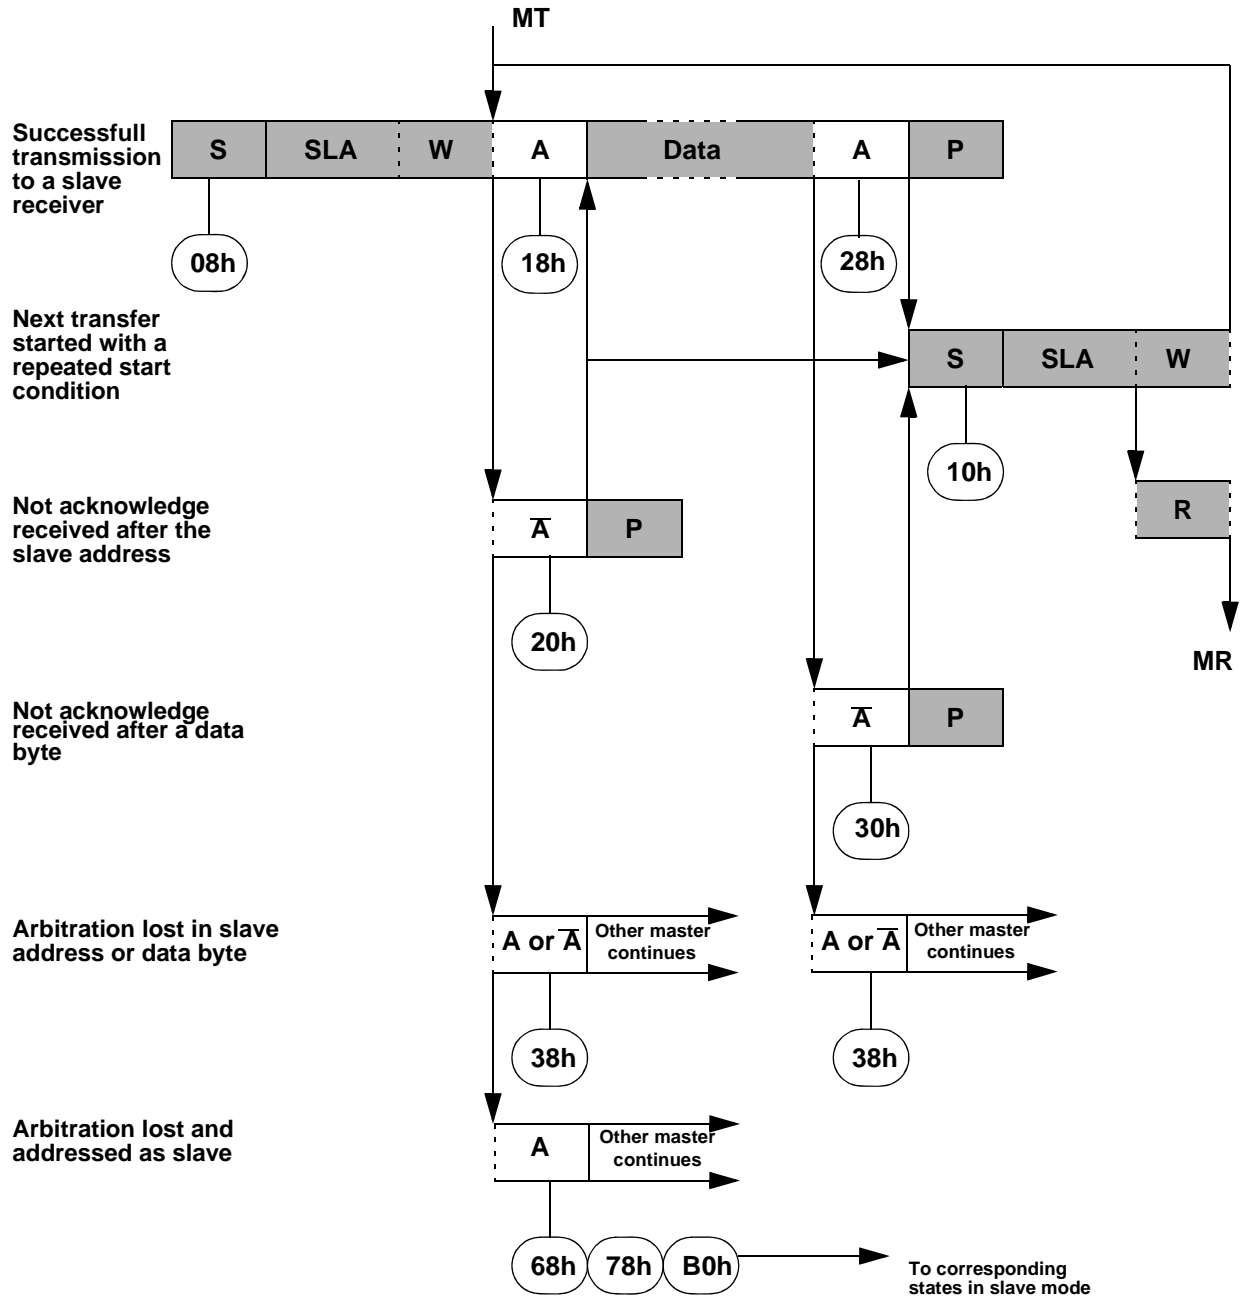 MT
Successfull
transmission
to a slave
receiver
S SLA W A Data A P
08h 18h 28h
Next transfer
started with a
repeated start
condition
S SLA W
10h
Not acknowledge
received after the
slave address
A̅ P
R
20h
MR
Not acknowledge
received after a data
byte
A̅ P
30h
Arbitration lost in slave
address or data byte
A or A̅
Other master
continues
A or A̅
Other master
continues
38h 38h
Arbitration lost and
addressed as slave
A
Other master
continues
68h 78h B0h
To corresponding
states in slave mode